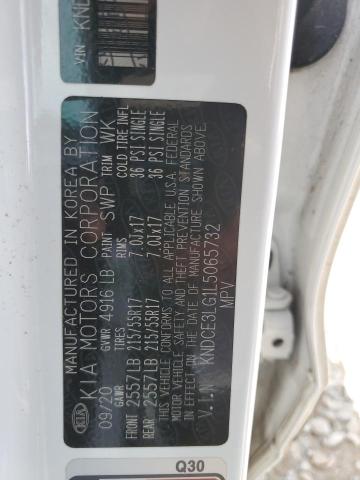 VIN: KND
MANUFACTURED IN KOREA BY
KIA MOTORS CORPORATION
09/20 GVWR 4916 LB PAINT SWP TRIM WK
GAWR TIRES RIMS COLD TIRE INFL
FRONT 2557LB 215/55R17 7.0Jx17 36 PSI SINGLE
REAR 2557LB 215/55R17 7.0Jx17 36 PSI SINGLE
THIS VEHICLE CONFORMS TO ALL APPLICABLE U.S.A. FEDERAL
MOTOR VEHICLE SAFETY AND THEFT PREVENTION STANDARDS
IN EFFECT ON THE DATE OF MANUFACTURE SHOWN ABOVE
V.I.N KNDCE3LG1L5065732
MPV
KIA
Q30